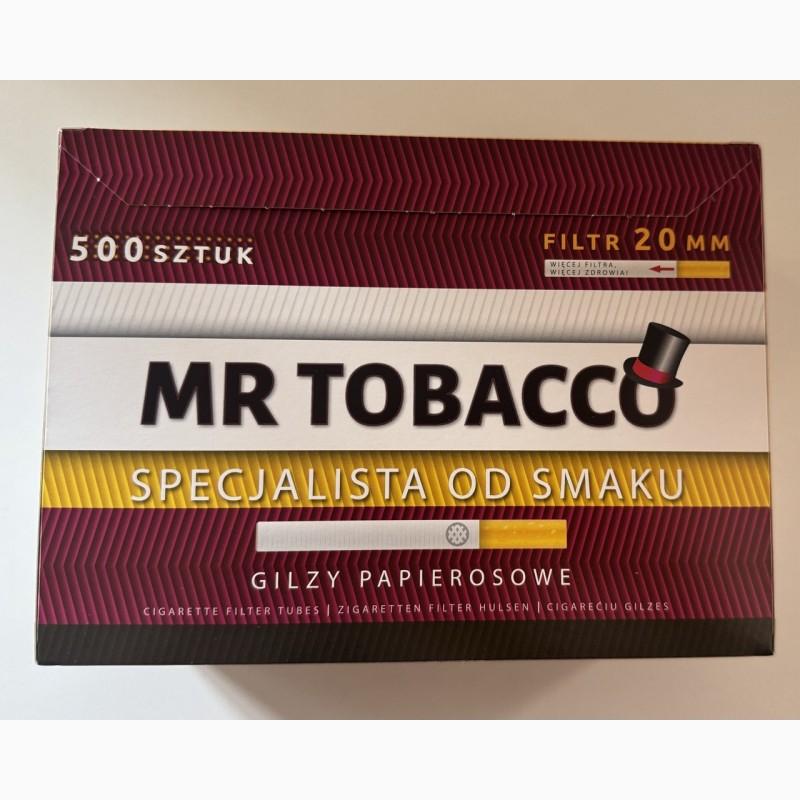 500 SZTUK
FILTR 20 MM
WIĘCEJ FILTRA,
WIĘCEJ ZDROWIA!
MR TOBACCO
SPECJALISTA OD SMAKU
GILZY PAPIEROSOWE
CIGARETTE FILTER TUBES | ZIGARETTEN FILTER HULSEN | CIGAREČIU GILZES